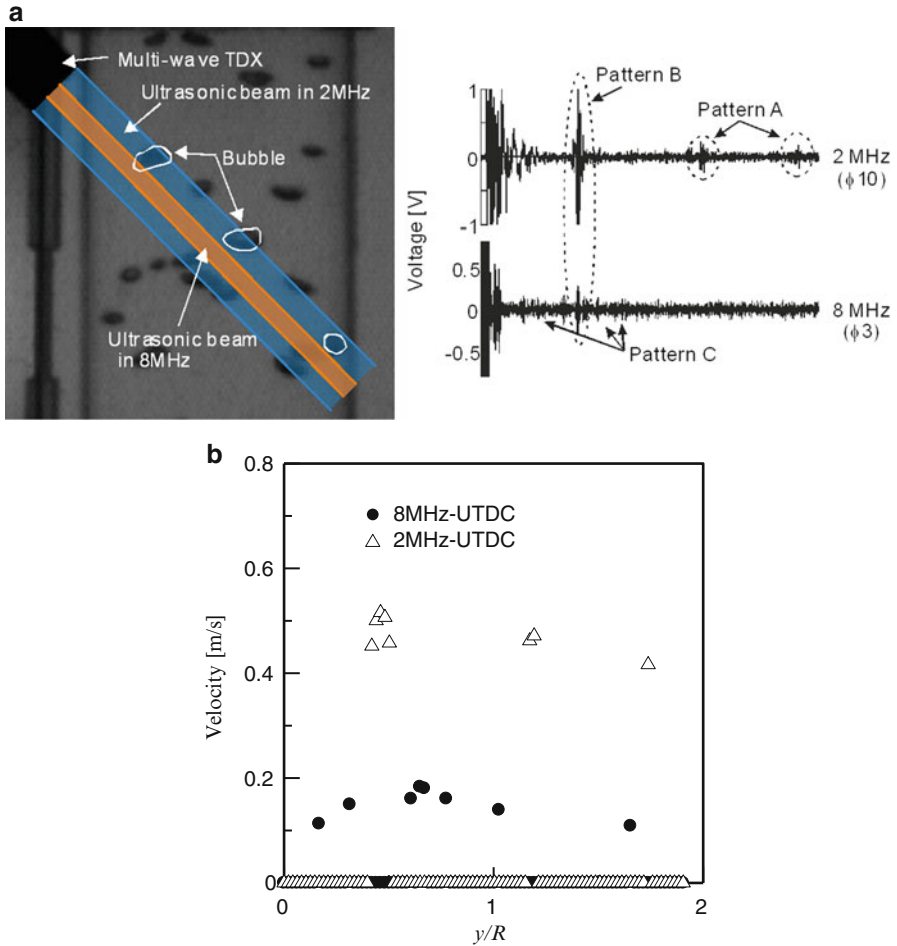 a
Multi-wave TDX
Ultrasonic beam in 2MHz
Bubble
Ultrasonic beam
in 8MHz
Pattern B
Pattern A
1
0
-1
2 MHz
(ϕ10)
Voltage [V]
0.5
0
-0.5
8 MHz
(ϕ3)
Pattern C
b
0.8
0.6
0.4
0.2
0
8MHz-UTDC
2MHz-UTDC
Velocity [m/s]
0 1 2
y/R